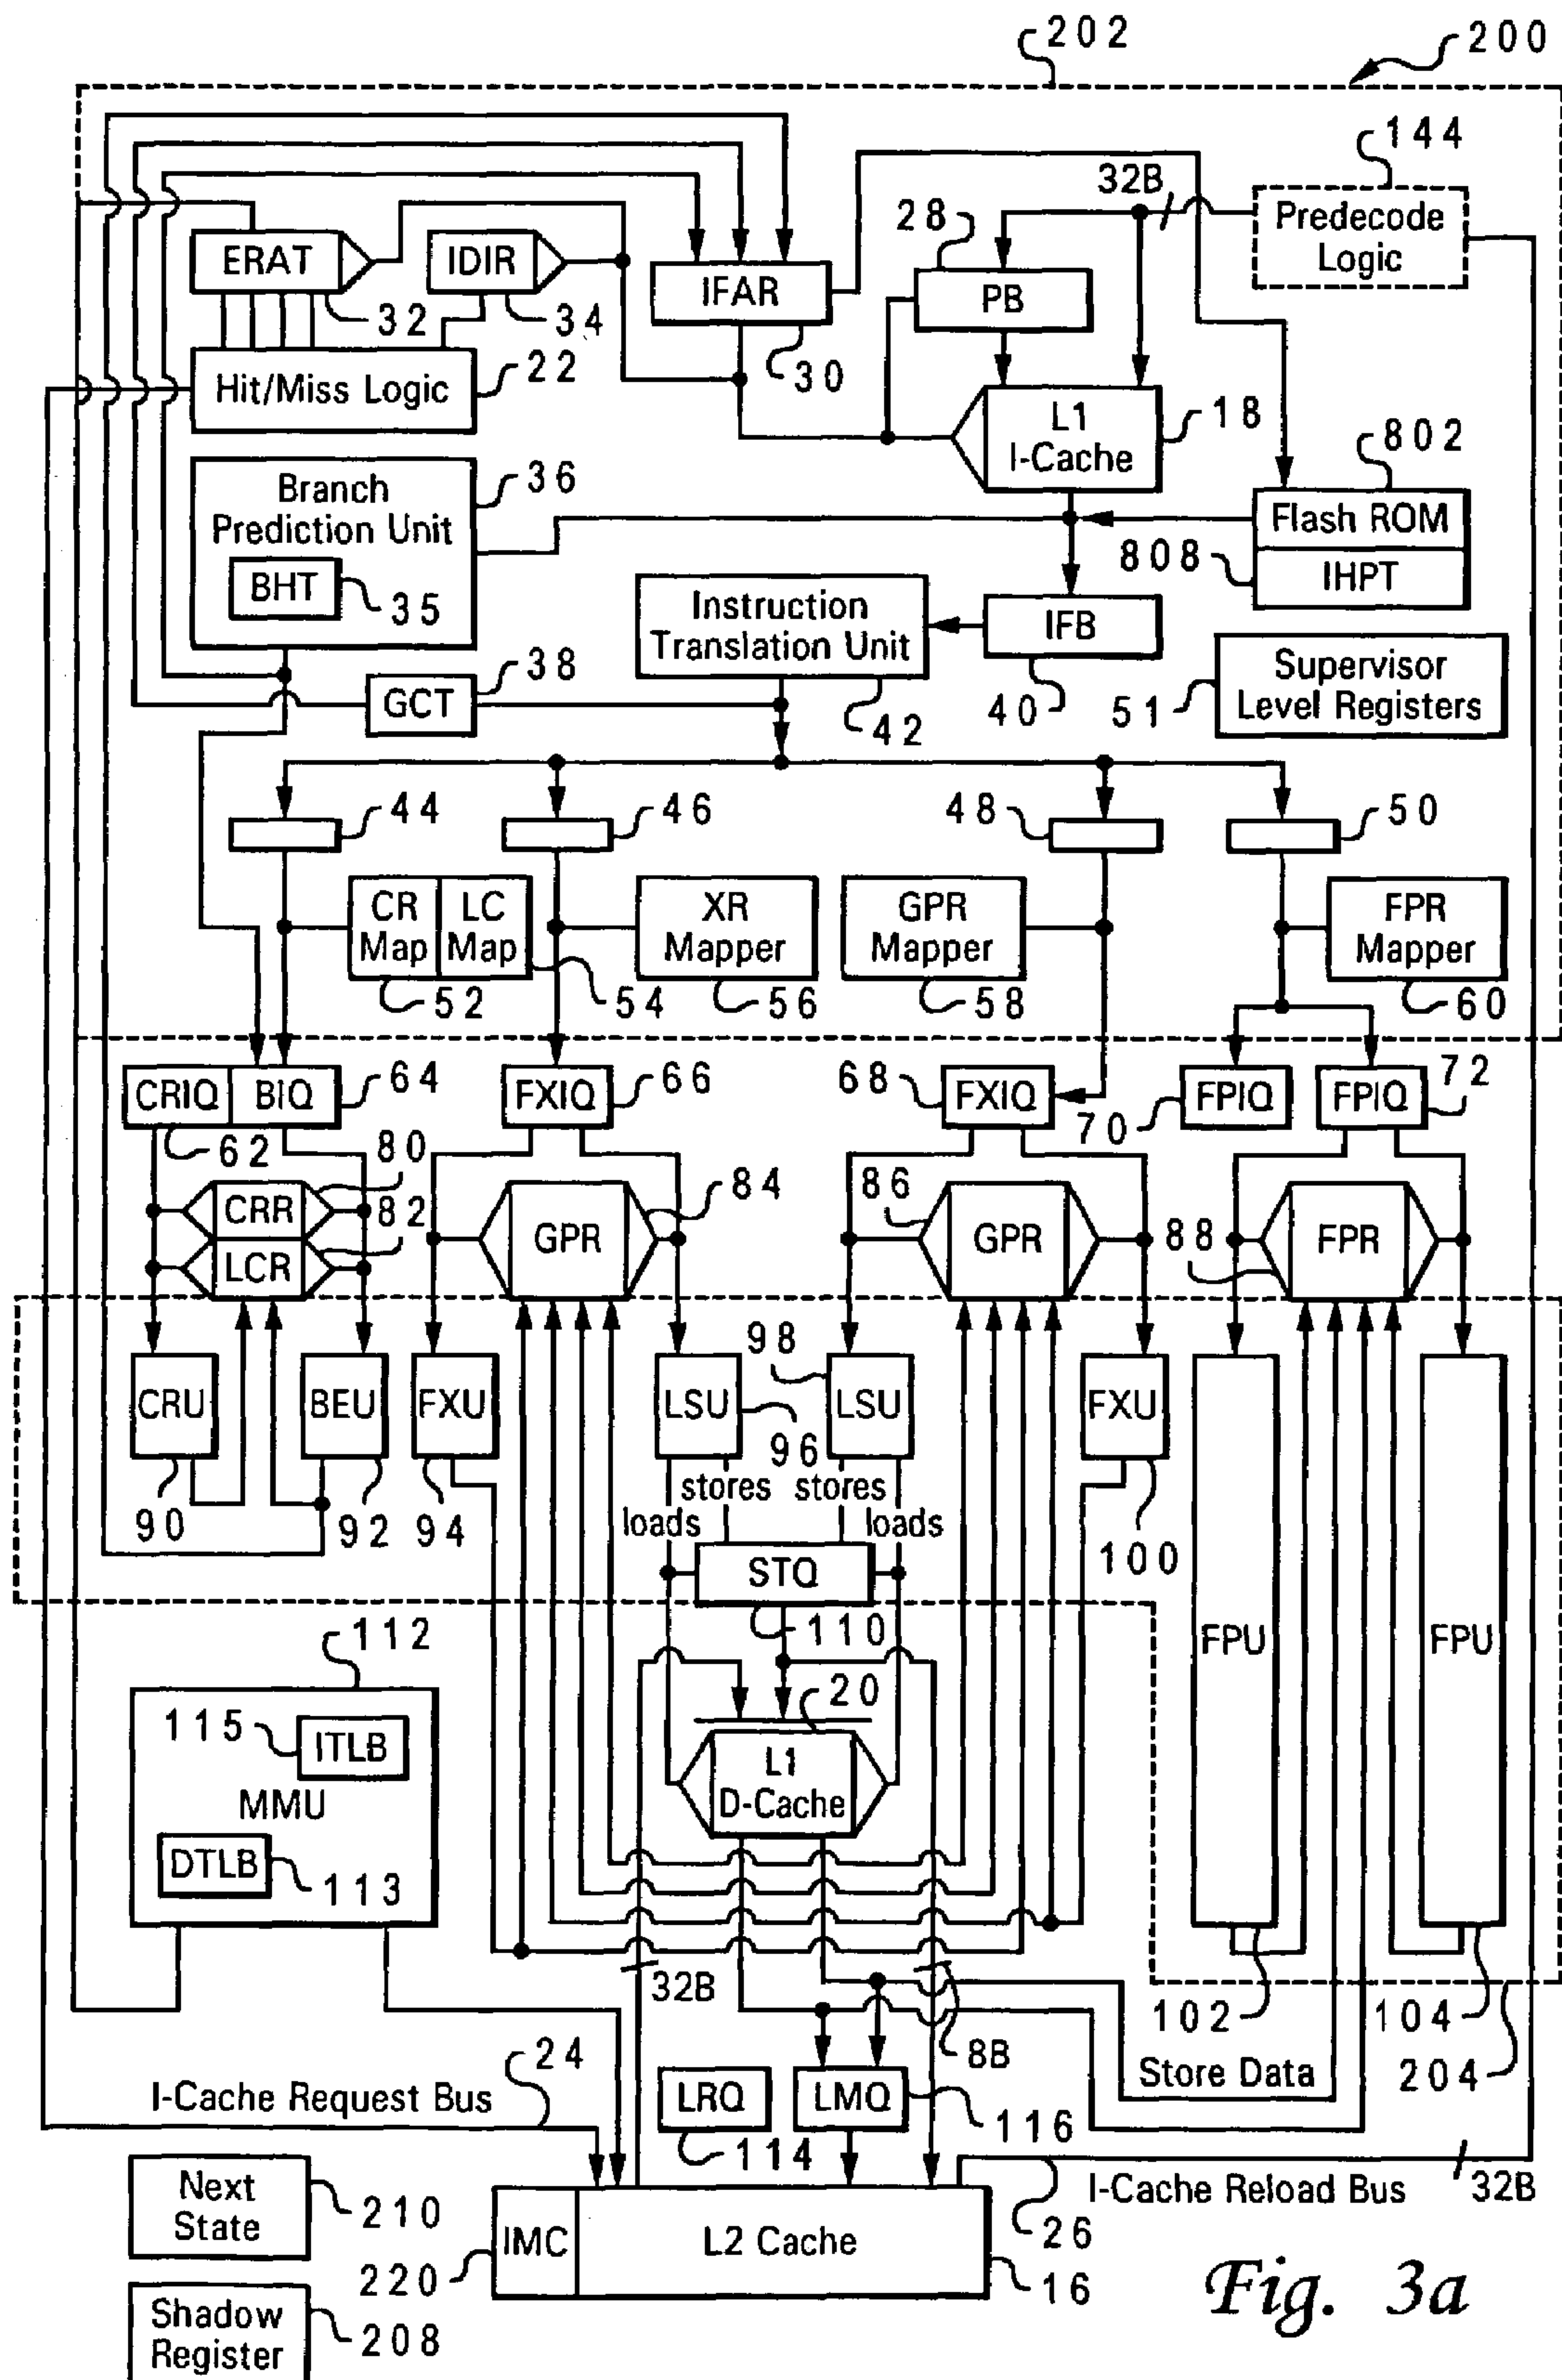 202
200
144
32B
Predecode
Logic
28
ERAT
IDIR
IFAR
PB
32
34
30
Hit/Miss Logic
22
L1
I-Cache
18
802
Branch
Prediction Unit
36
BHT
35
Flash ROM
808
IHPT
Instruction
Translation Unit
IFB
38
GCT
42
40
51
Supervisor
Level Registers
44
46
48
50
CR
Map
LC
Map
XR
Mapper
GPR
Mapper
FPR
Mapper
52
54
56
58
60
CRIQ
BIQ
64
FXIQ
66
68
FXIQ
70
FPIQ
FPIQ
72
62
80
CRR
82
LCR
GPR
84
86
GPR
88
FPR
98
CRU
BEU
FXU
LSU
LSU
FXU
96
90
92
94
stores
stores
loads
loads
100
STQ
110
FPU
FPU
112
115
ITLB
MMU
DTLB
113
20
L1
D-Cache
32B
8B
102
104
204
Store Data
24
I-Cache Request Bus
LRQ
LMQ
114
116
I-Cache Reload Bus
32B
26
Next
State
210
IMC
L2 Cache
220
16
Shadow
Register
208
Fig. 3a